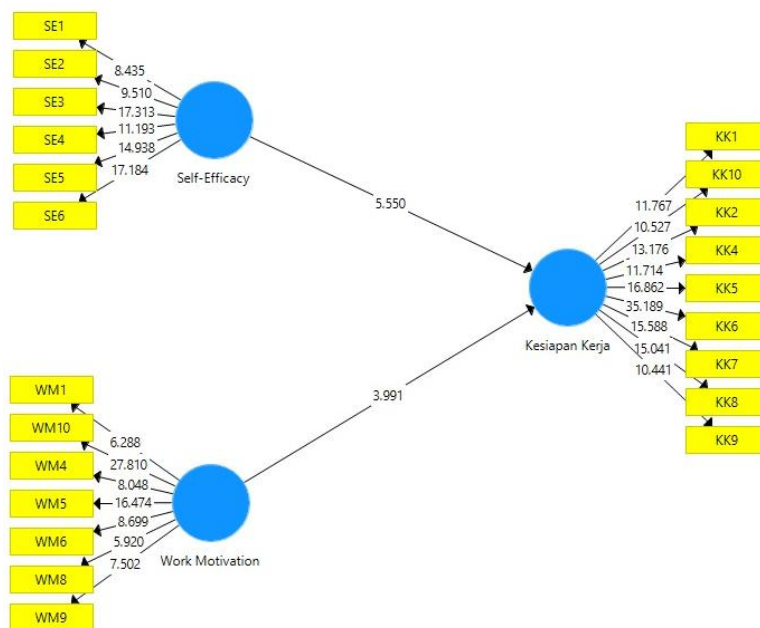 SE1
SE2
SE3
SE4
SE5
SE6
8.435
9.510
17.313
11.193
14.938
17.184
Self-Efficacy
5.550
KK1
KK10
KK2
KK4
KK5
KK6
KK7
KK8
KK9
11.767
10.527
13.176
11.714
16.862
35.189
15.588
15.041
10.441
Kesiapan Kerja
3.991
WM1
WM10
WM4
WM5
WM6
WM8
WM9
6.288
27.810
8.048
16.474
8.699
5.920
7.502
Work Motivation